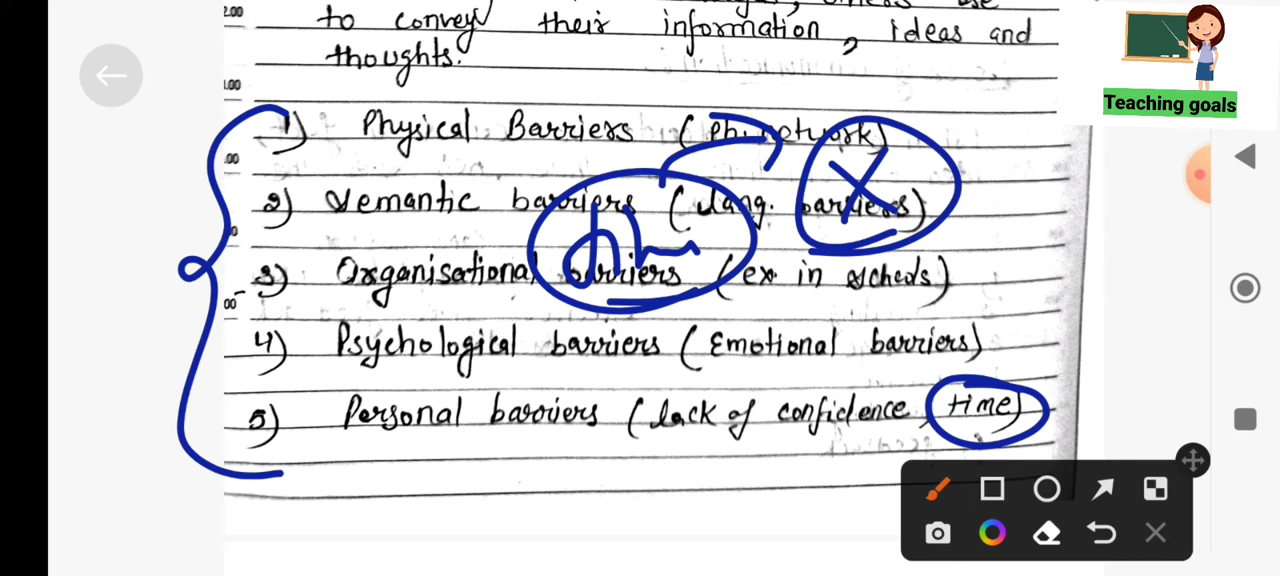 to convey their information, ideas and
thoughts.
1) Physical Barriers (Ph. network)
2) Semantic barriers (Lang. barriers)
3) Organisational barriers (ex in scheds)
4) Psychological barriers (Emotional barriers)
5) Personal barriers (lack of confidence, time)
Teaching goals